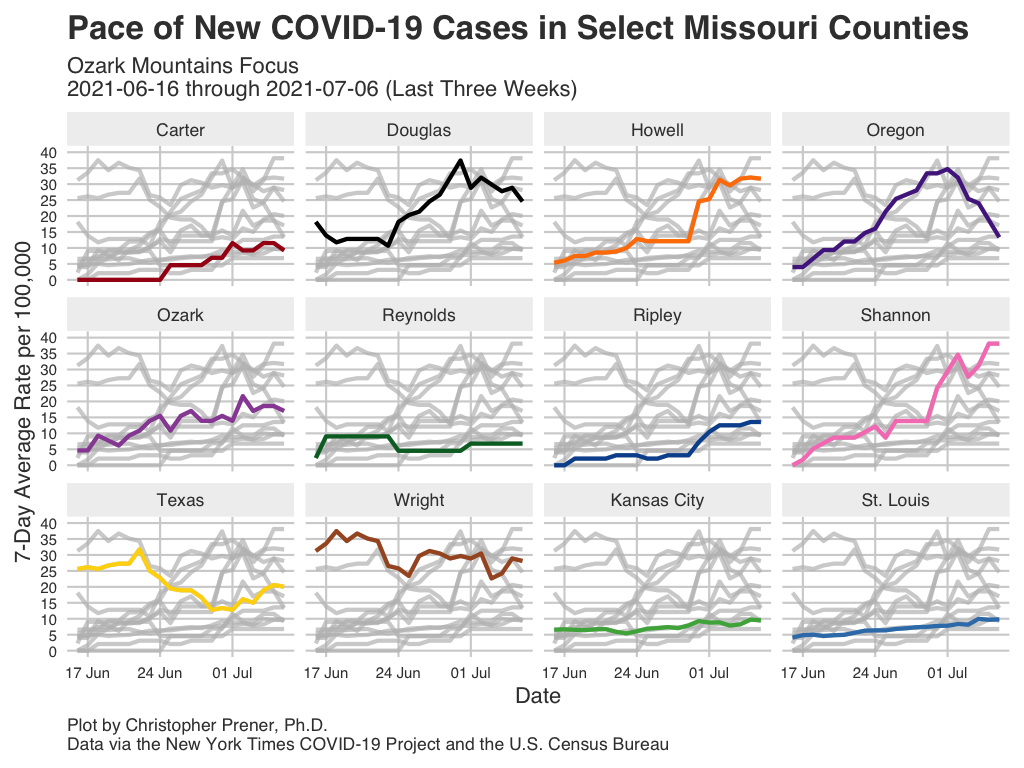 Pace of New COVID-19 Cases in Select Missouri Counties
Ozark Mountains Focus
2021-06-16 through 2021-07-06 (Last Three Weeks)
7-Day Average Rate per 100,000
Carter Douglas Howell Oregon
40
35
30
25
20
15
10
5
0
Ozark Reynolds Ripley Shannon
40
35
30
25
20
15
10
5
0
Texas Wright Kansas City St. Louis
40
35
30
25
20
15
10
5
0
17 Jun 24 Jun 01 Jul 17 Jun 24 Jun 01 Jul 17 Jun 24 Jun 01 Jul 17 Jun 24 Jun 01 Jul
Date
Plot by Christopher Prener, Ph.D.
Data via the New York Times COVID-19 Project and the U.S. Census Bureau